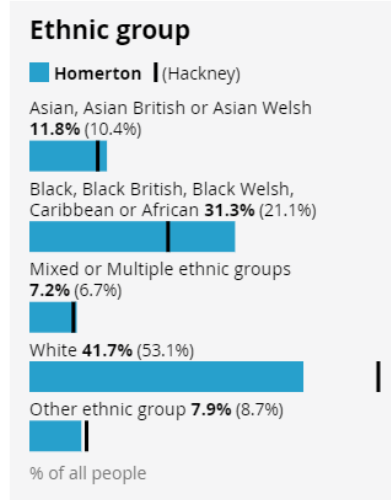 Ethnic group
Homerton (Hackney)
Asian, Asian British or Asian Welsh
11.8% (10.4%)
Black, Black British, Black Welsh,
Caribbean or African 31.3% (21.1%)
Mixed or Multiple ethnic groups
7.2% (6.7%)
White 41.7% (53.1%)
Other ethnic group 7.9% (8.7%)
% of all people